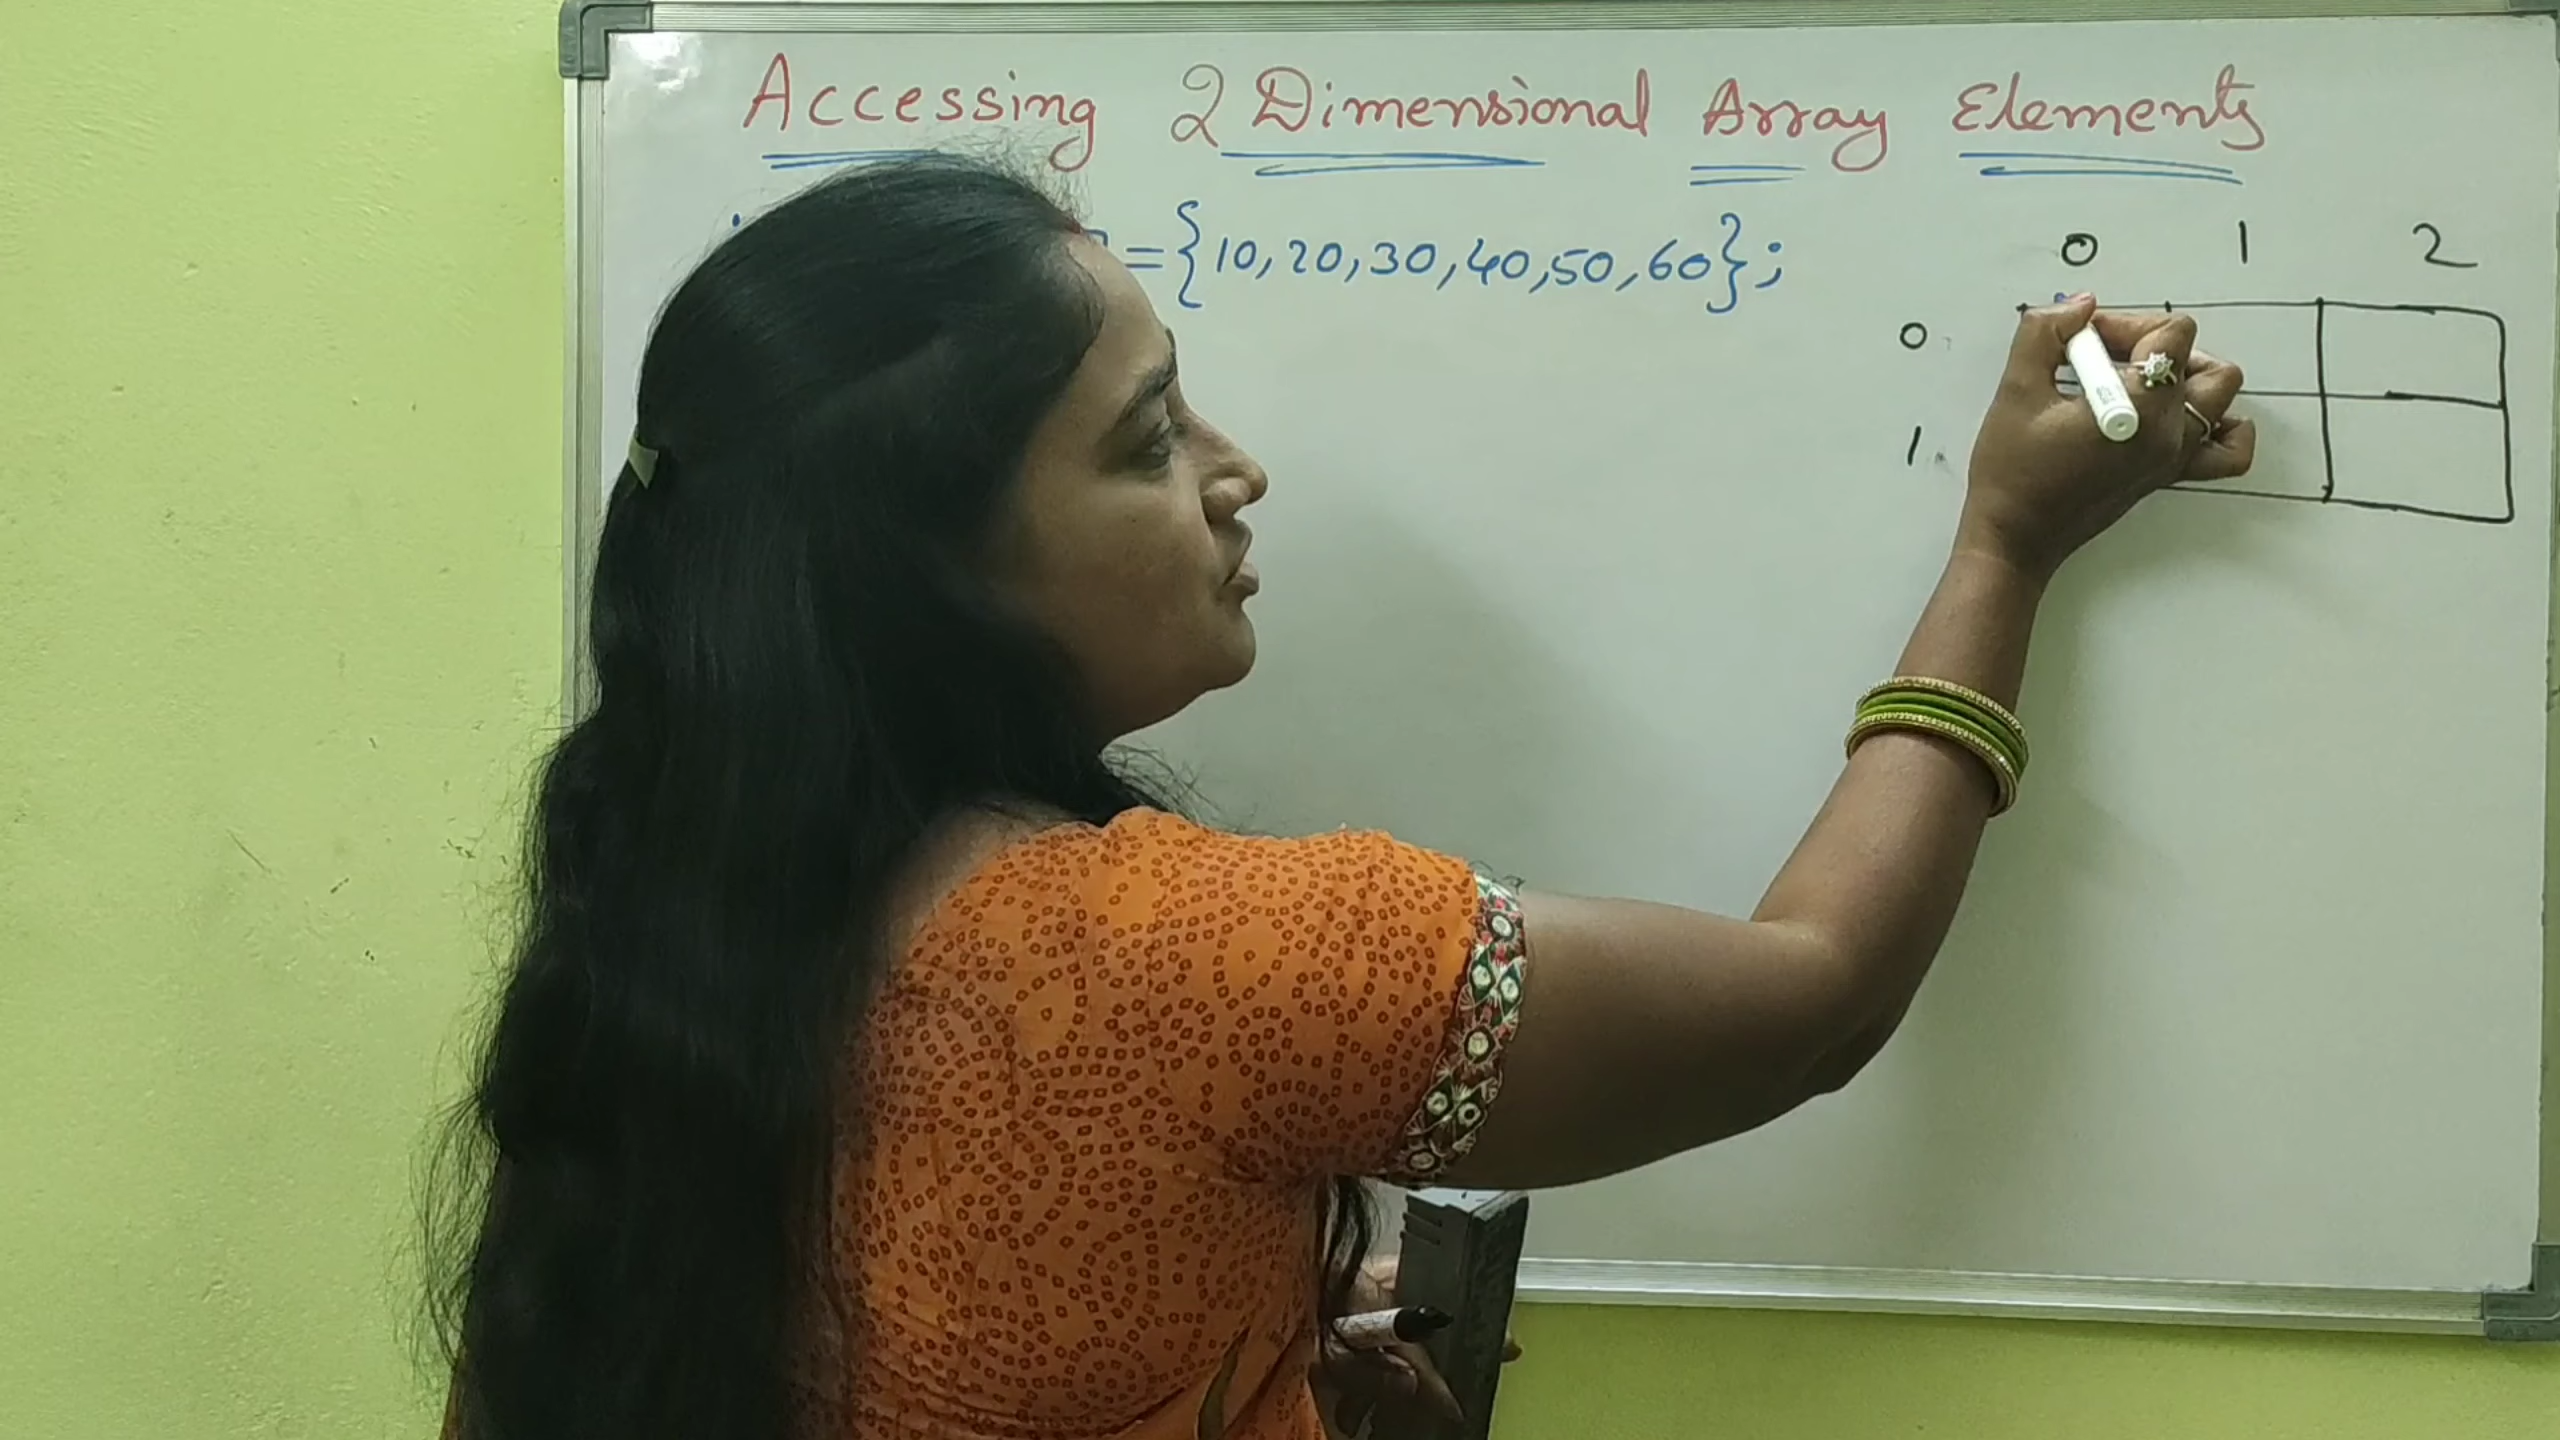 Accessing 2 Dimensional Array Elements
={10,20,30,40,50,60};
0 1 2
0
1